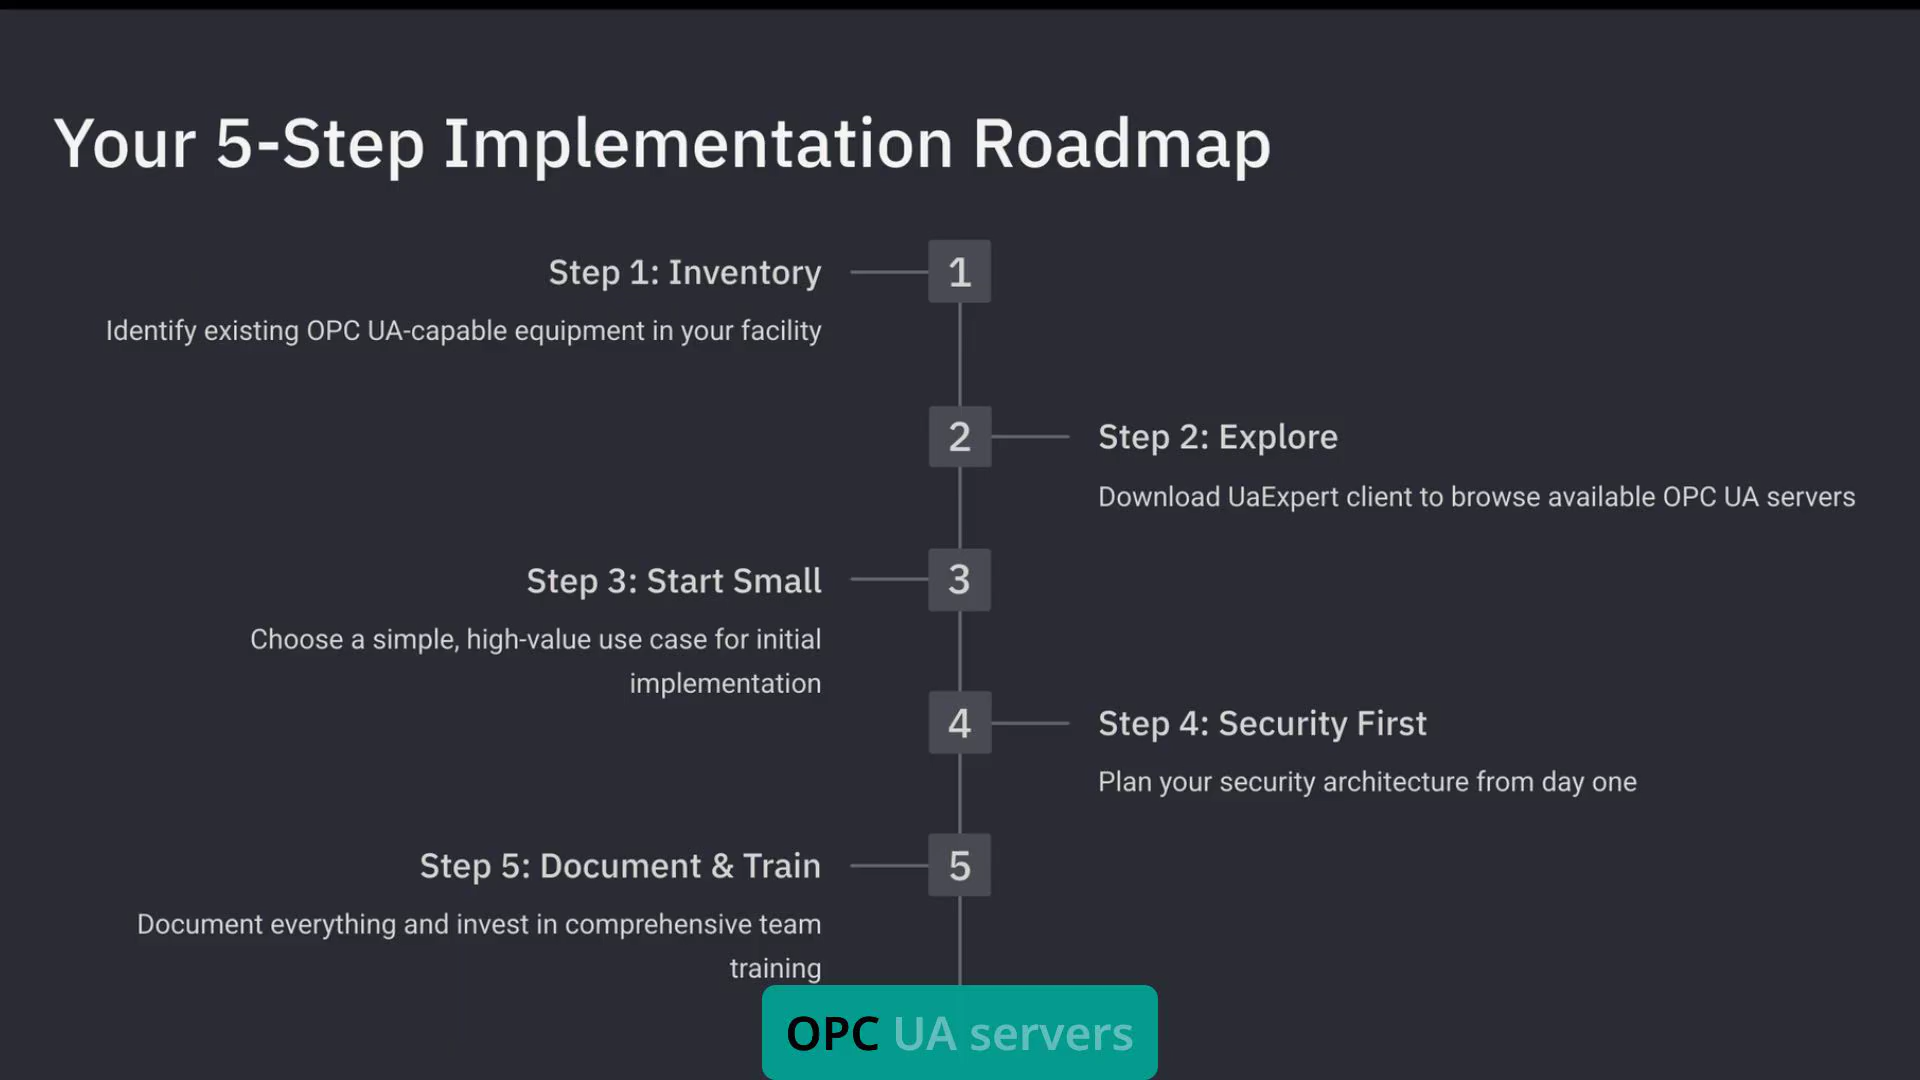 Your 5-Step Implementation Roadmap
Step 1: Inventory
1
Identify existing OPC UA-capable equipment in your facility
2
Step 2: Explore
Download UaExpert client to browse available OPC UA servers
Step 3: Start Small
3
Choose a simple, high-value use case for initial
implementation
4
Step 4: Security First
Plan your security architecture from day one
Step 5: Document & Train
5
Document everything and invest in comprehensive team
training
OPC UA servers